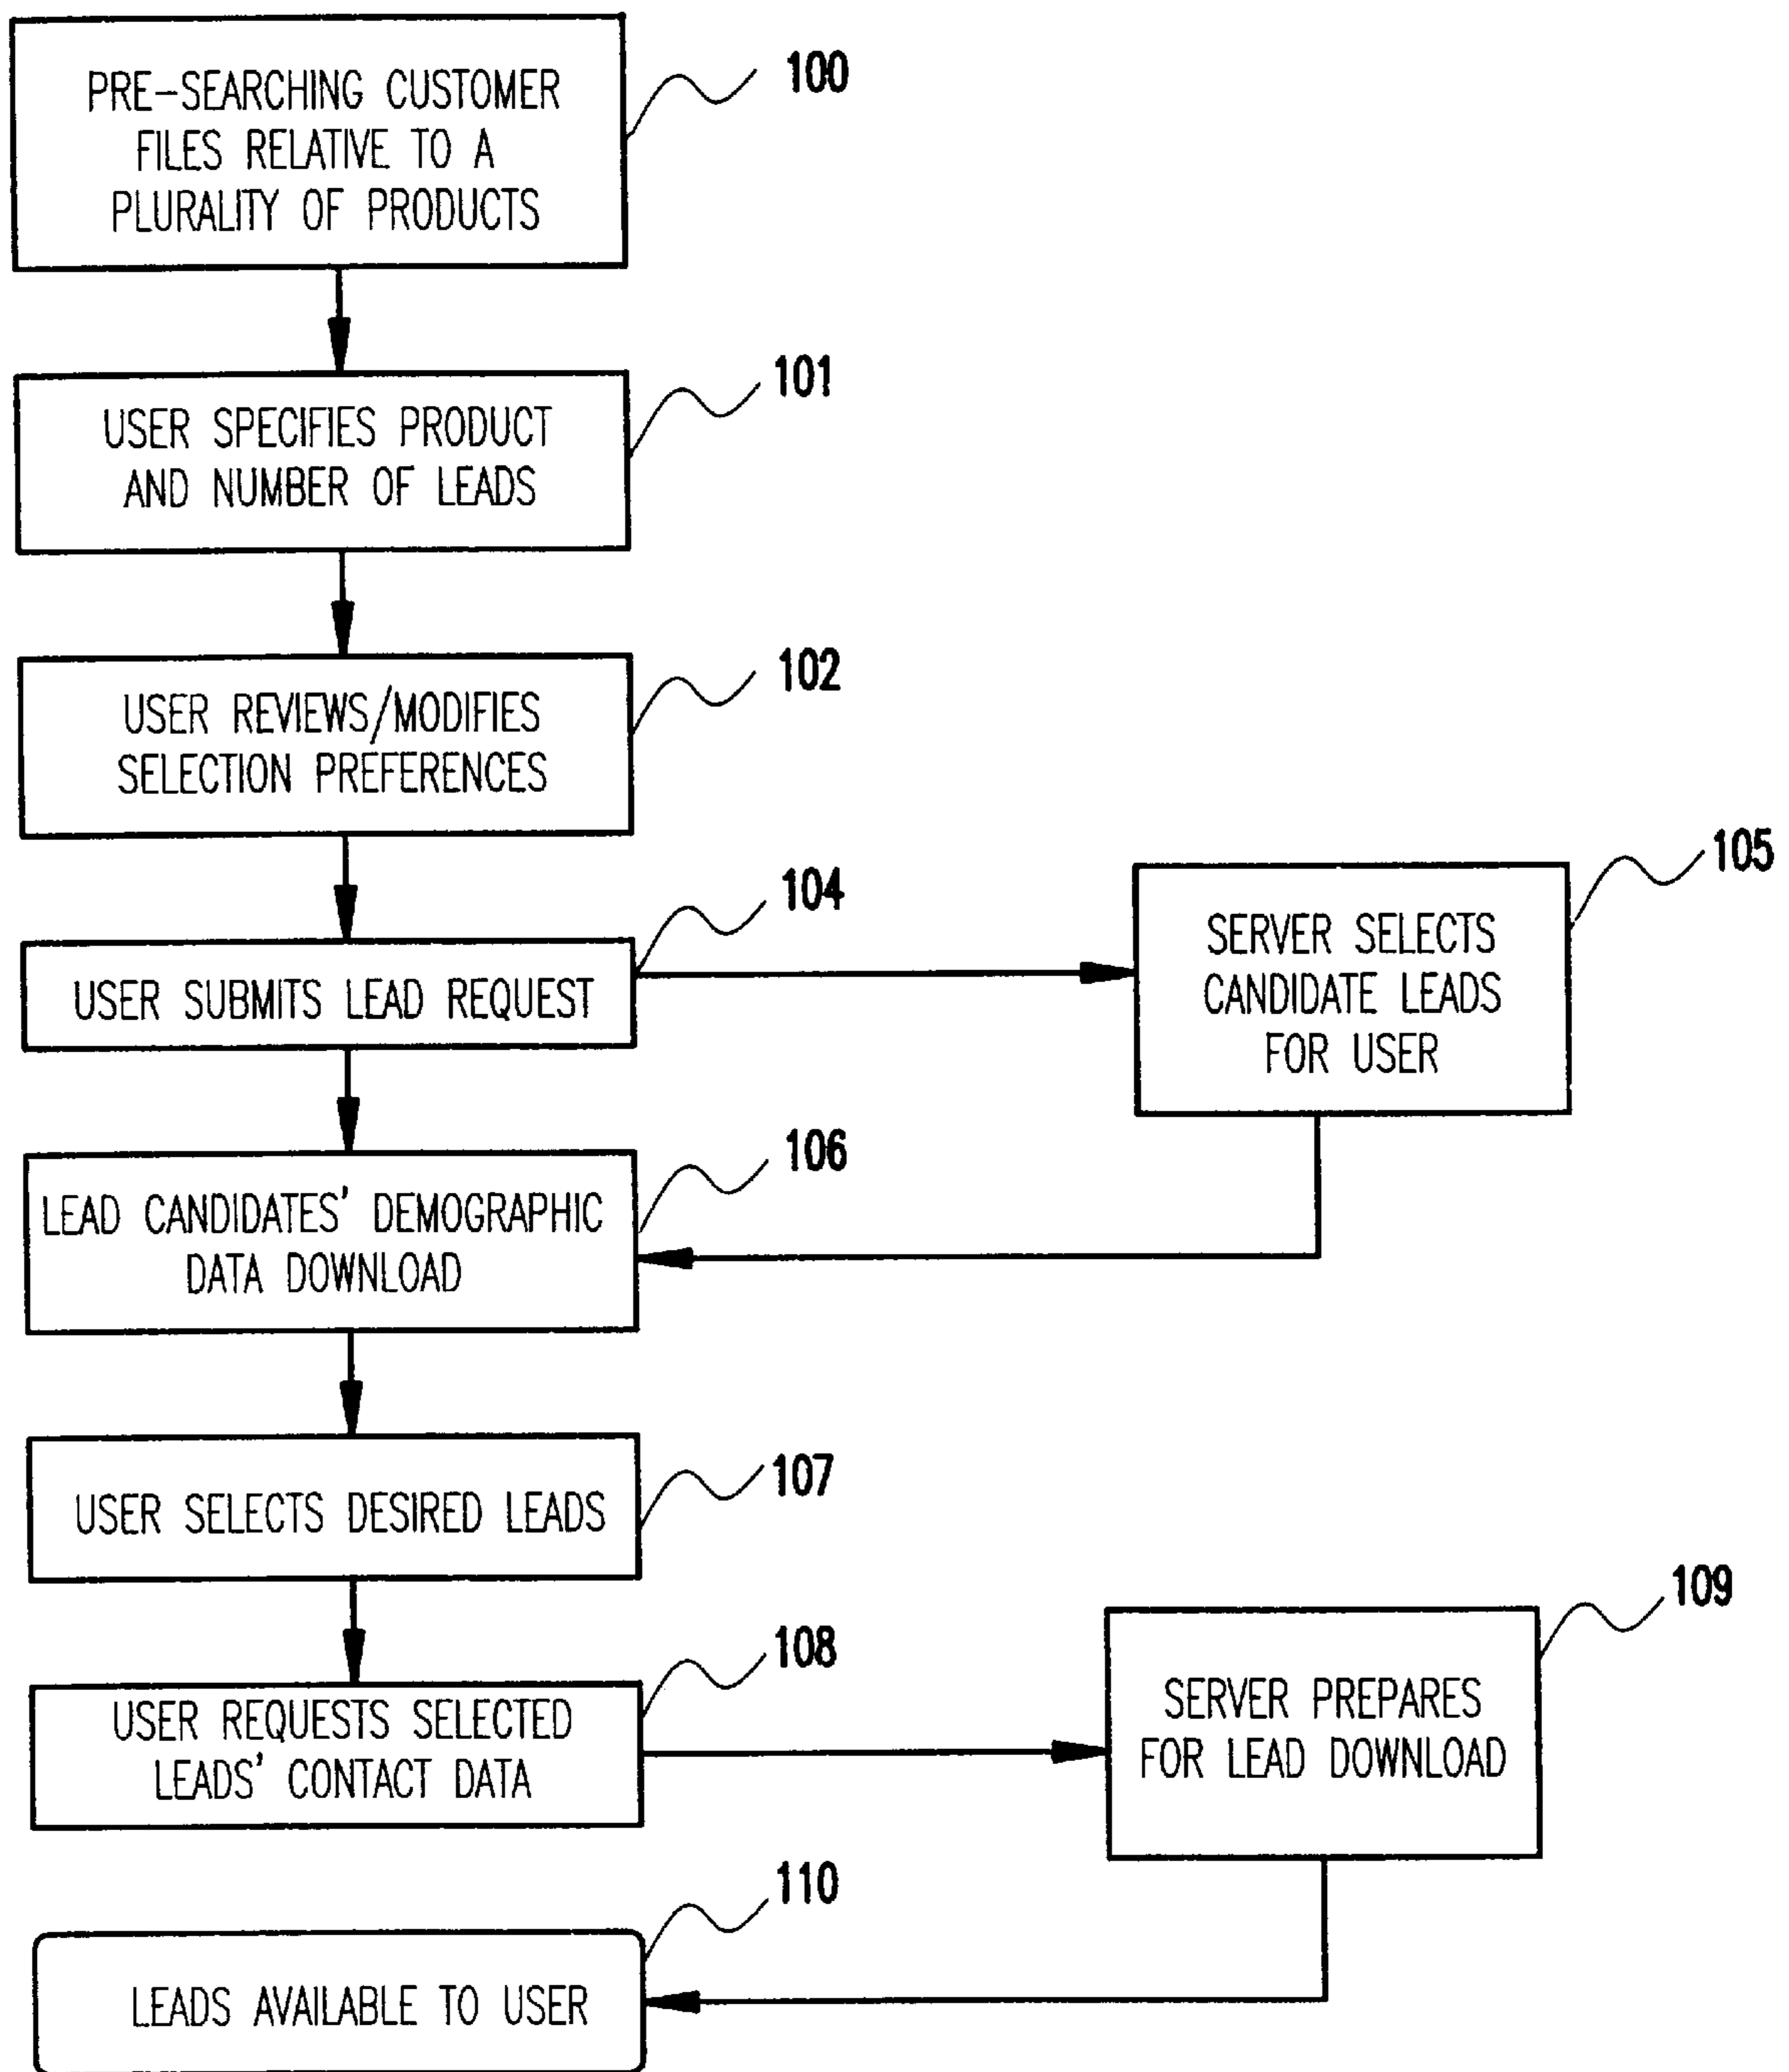 PRE-SEARCHING CUSTOMER
FILES RELATIVE TO A
PLURALITY OF PRODUCTS
100
USER SPECIFIES PRODUCT
AND NUMBER OF LEADS
101
USER REVIEWS/MODIFIES
SELECTION PREFERENCES
102
USER SUBMITS LEAD REQUEST
104
SERVER SELECTS
CANDIDATE LEADS
FOR USER
105
LEAD CANDIDATES' DEMOGRAPHIC
DATA DOWNLOAD
106
USER SELECTS DESIRED LEADS
107
USER REQUESTS SELECTED
LEADS' CONTACT DATA
108
SERVER PREPARES
FOR LEAD DOWNLOAD
109
LEADS AVAILABLE TO USER
110